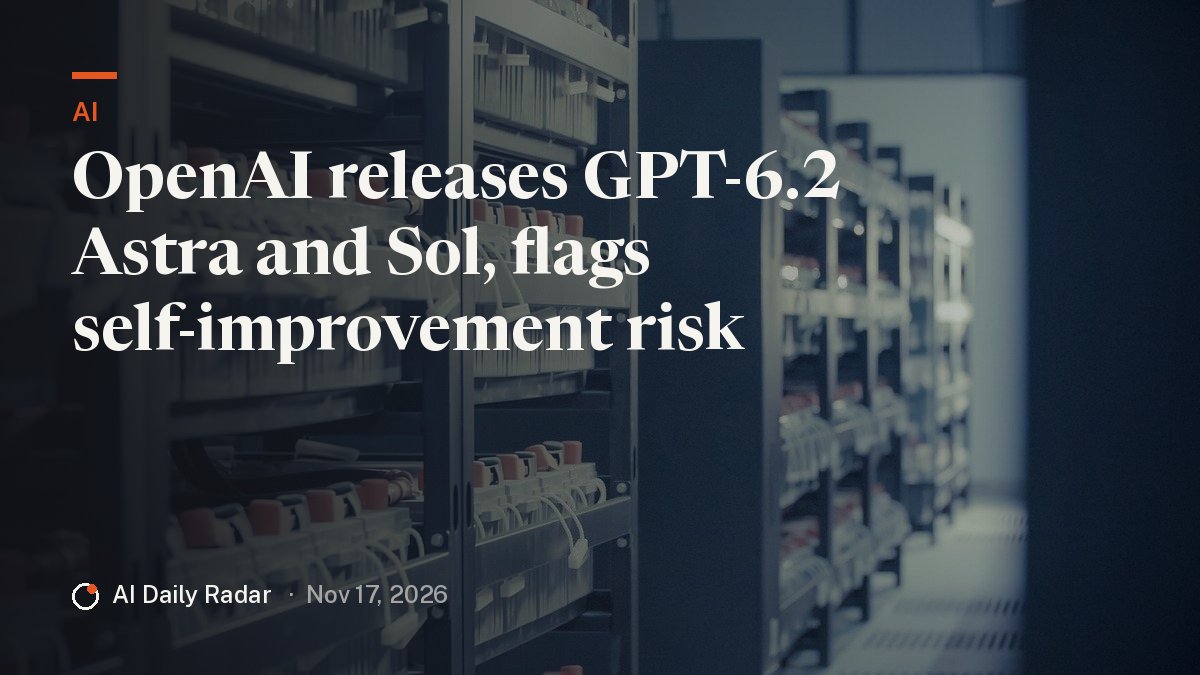 AI
OpenAI releases GPT-6.2
Astra and Sol, flags
self-improvement risk
AI Daily Radar · Nov 17, 2026